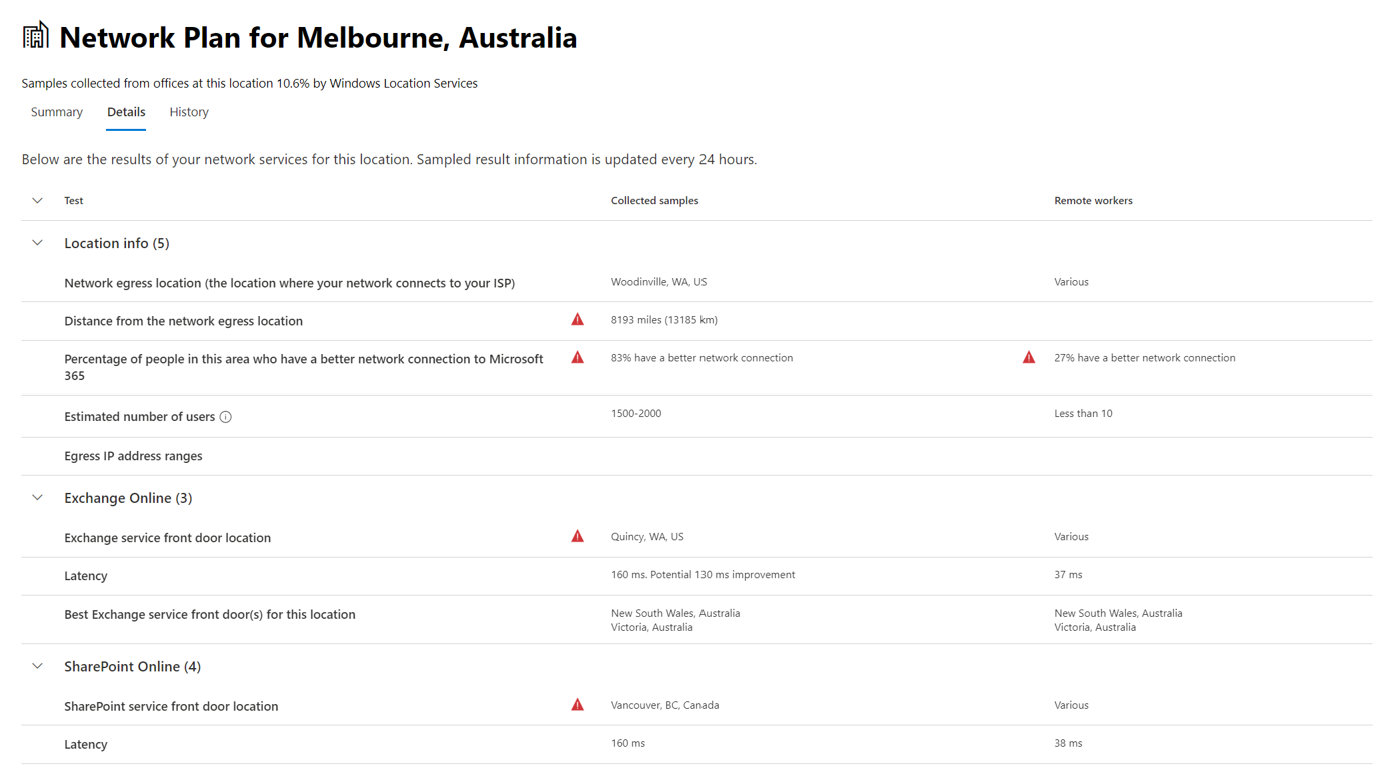 Network Plan for Melbourne, Australia
Samples collected from offices at this location 10.6% by Windows Location Services
Summary Details History
Below are the results of your network services for this location. Sampled result information is updated every 24 hours.
Test Collected samples Remote workers
Location info (5)
Network egress location (the location where your network connects to your ISP) Woodinville, WA, US Various
Distance from the network egress location 8193 miles (13185 km)
Percentage of people in this area who have a better network connection to Microsoft 83% have a better network connection 27% have a better network connection
365
Estimated number of users 1500-2000 Less than 10
Egress IP address ranges
Exchange Online (3)
Exchange service front door location Quincy, WA, US Various
Latency 160 ms. Potential 130 ms improvement 37 ms
Best Exchange service front door(s) for this location New South Wales, Australia New South Wales, Australia
Victoria, Australia Victoria, Australia
SharePoint Online (4)
SharePoint service front door location Vancouver, BC, Canada Various
Latency 160 ms 38 ms